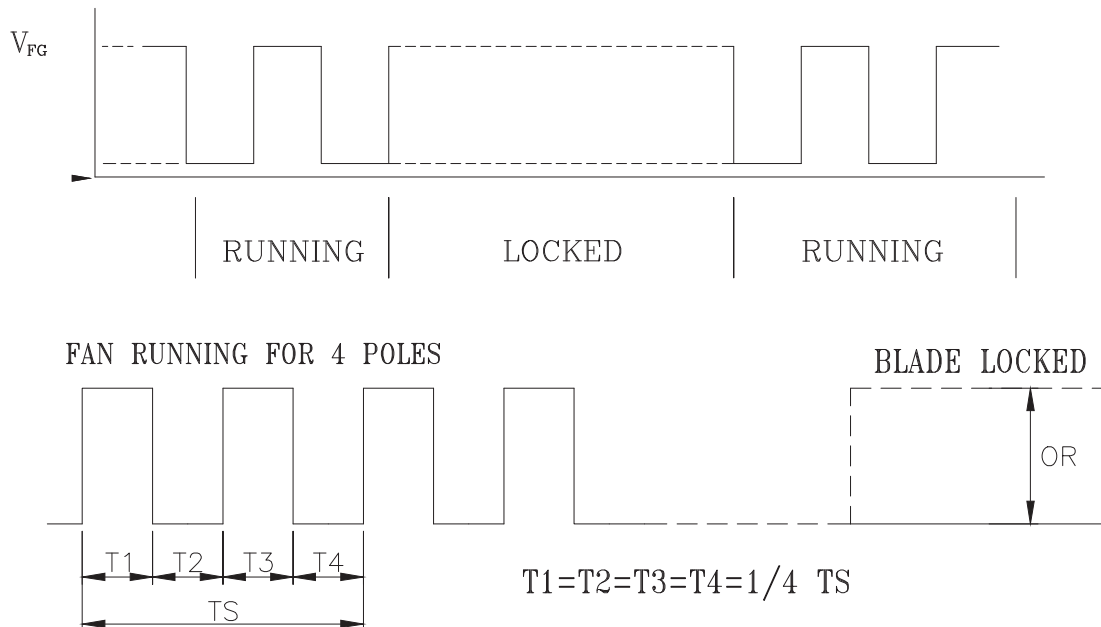 V_FG
RUNNING
LOCKED
RUNNING
FAN RUNNING FOR 4 POLES
BLADE LOCKED
OR
T1
T2
T3
T4
T1=T2=T3=T4=1/4 TS
TS